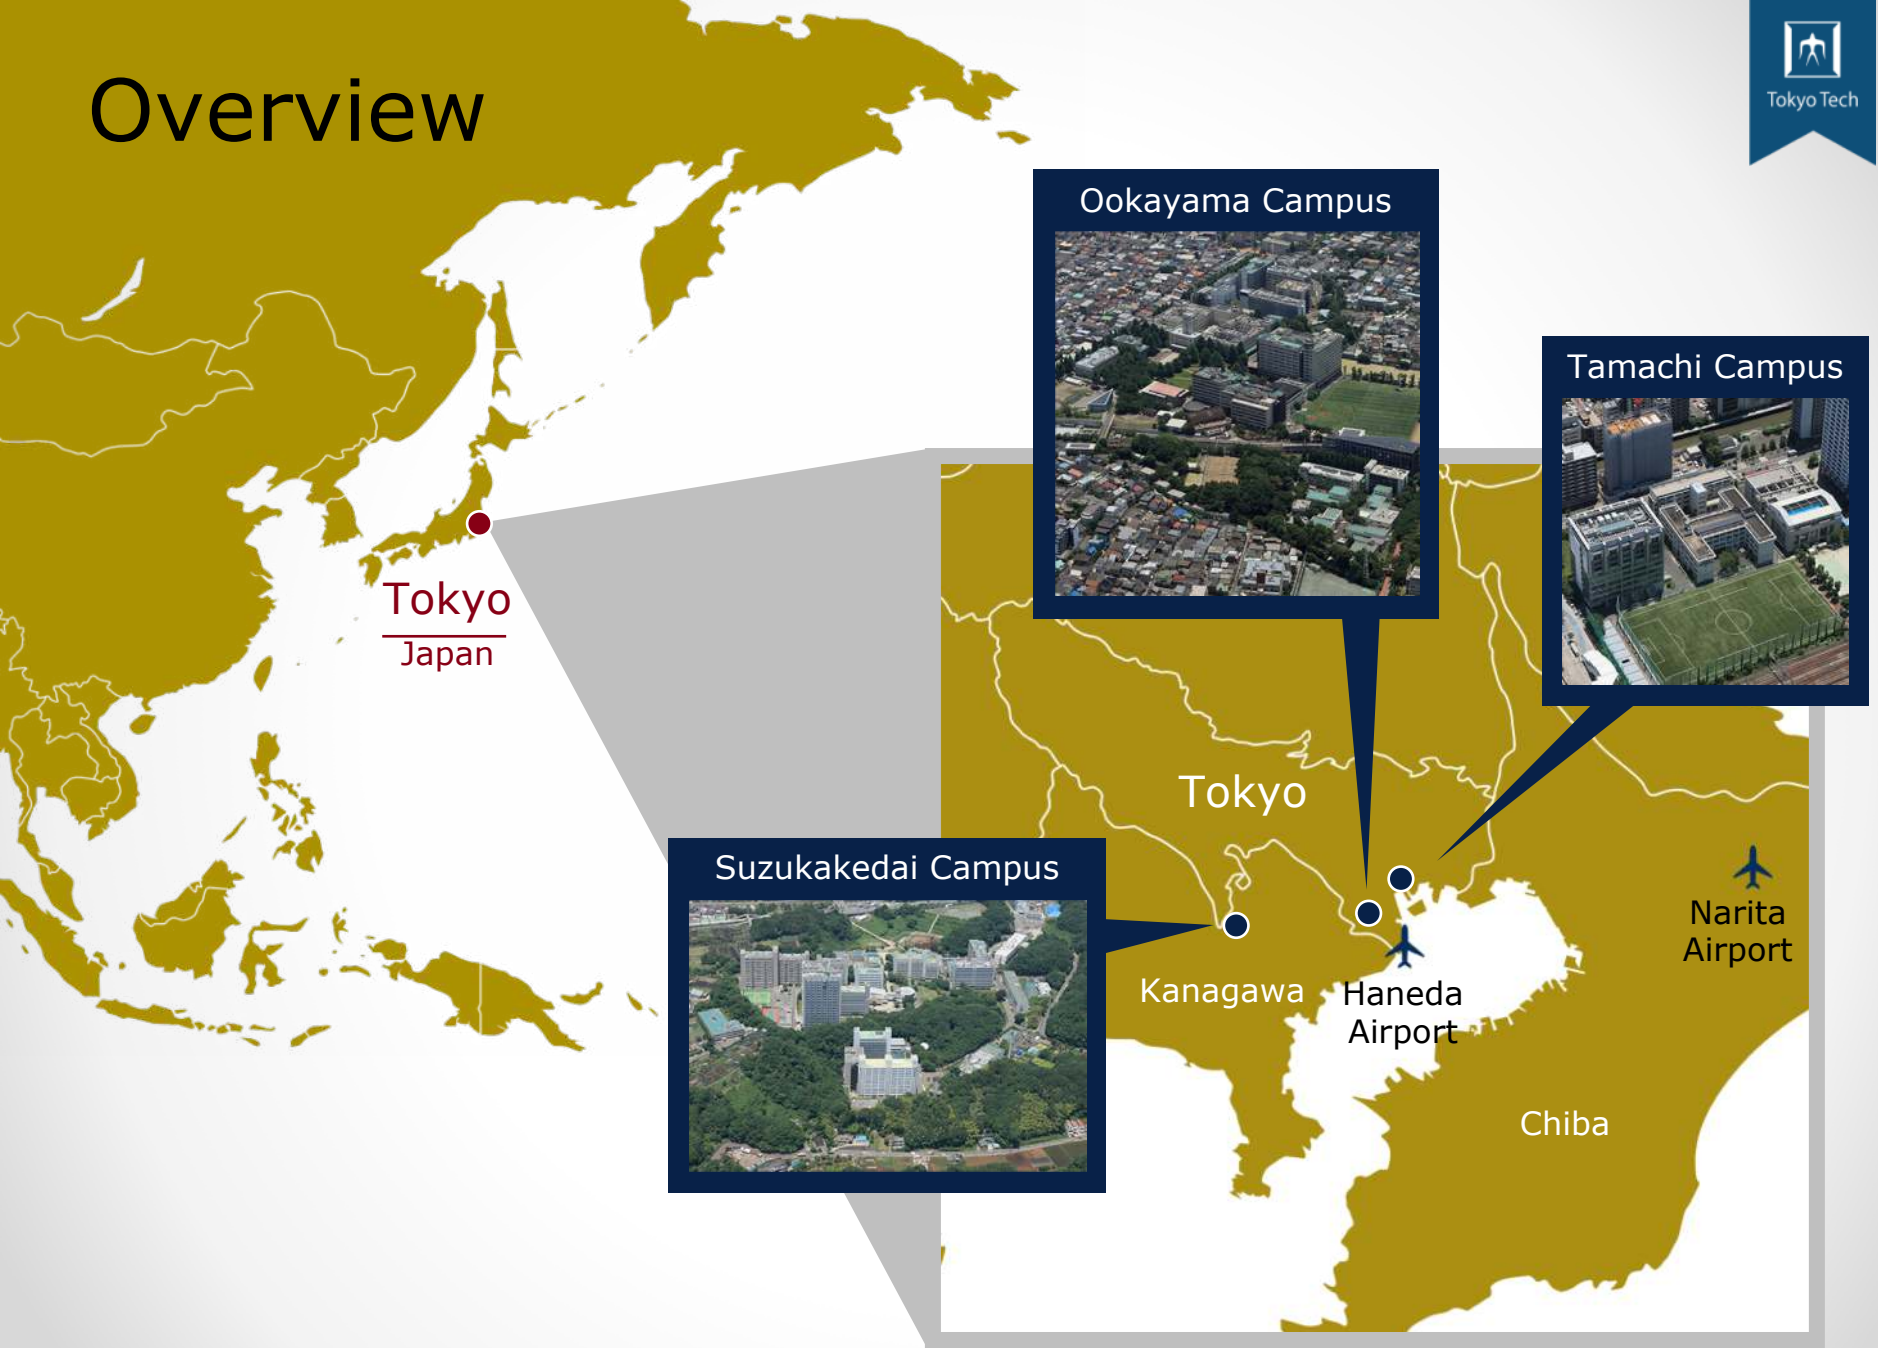 Overview
Tokyo Tech
Ookayama Campus
Tamachi Campus
Tokyo
Japan
Tokyo
Suzukakedai Campus
Narita
Airport
Kanagawa
Haneda
Airport
Chiba